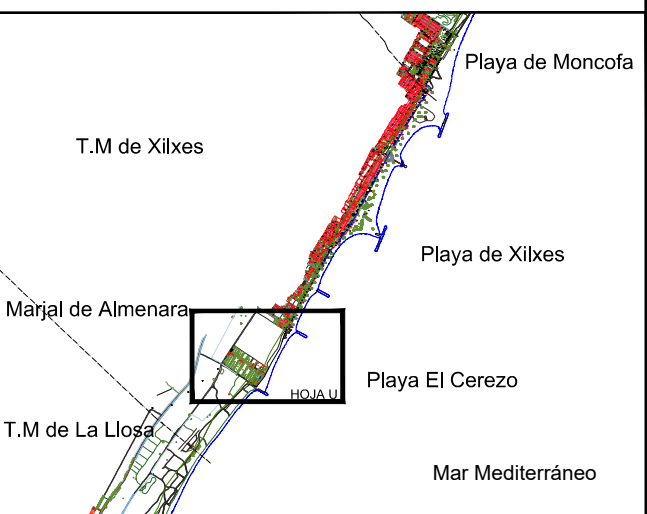 Playa de Moncofa
T.M de Xilxes
Playa de Xilxes
Marjal de Almenara
Playa El Cerezo
HOJA U
T.M de La Llosa
Mar Mediterráneo